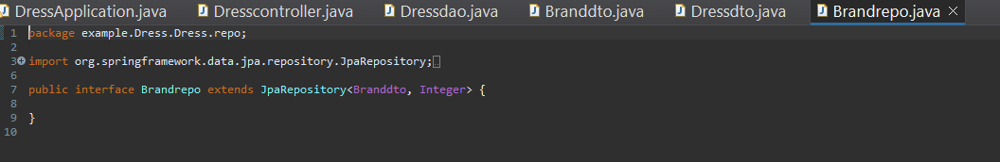 DressApplication.java Dresscontroller.java Dressdao.java Branddto.java Dressdto.java Brandrepo.java
1 package example.Dress.Dress.repo;
2
3 import org.springframework.data.jpa.repository.JpaRepository;
6
7 public interface Brandrepo extends JpaRepository<Branddto, Integer> {
8
9 }
10